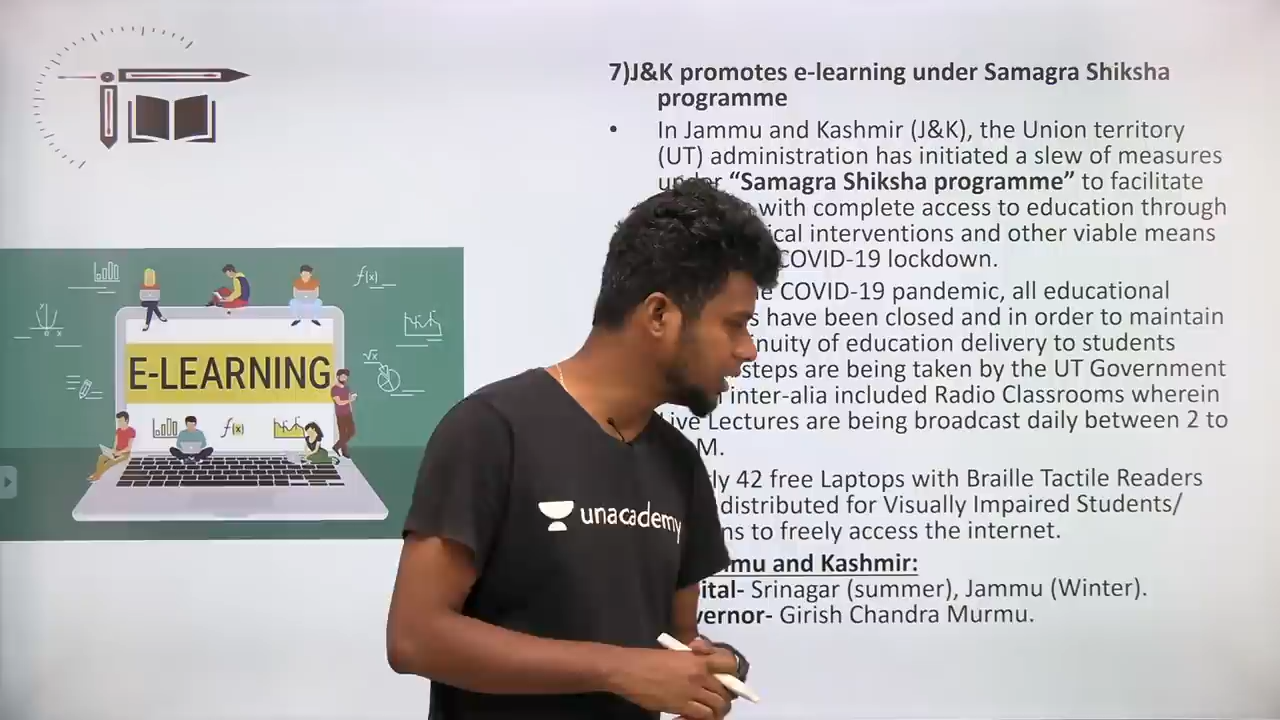 7)J&K promotes e-learning under Samagra Shiksha
programme
• In Jammu and Kashmir (J&K), the Union territory
(UT) administration has initiated a slew of measures
under “Samagra Shiksha programme” to facilitate
with complete access to education through
interventions and other viable means
COVID-19 lockdown.
COVID-19 pandemic, all educational
have been closed and in order to maintain
of education delivery to students
steps are being taken by the UT Government
inter-alia included Radio Classrooms wherein
Live Lectures are being broadcast daily between 2 to
42 free Laptops with Braille Tactile Readers
distributed for Visually Impaired Students/
to freely access the internet.
and Kashmir:
Srinagar (summer), Jammu (Winter).
Girish Chandra Murmu.
f(x)
√x
E-LEARNING
f(x)
unacademy